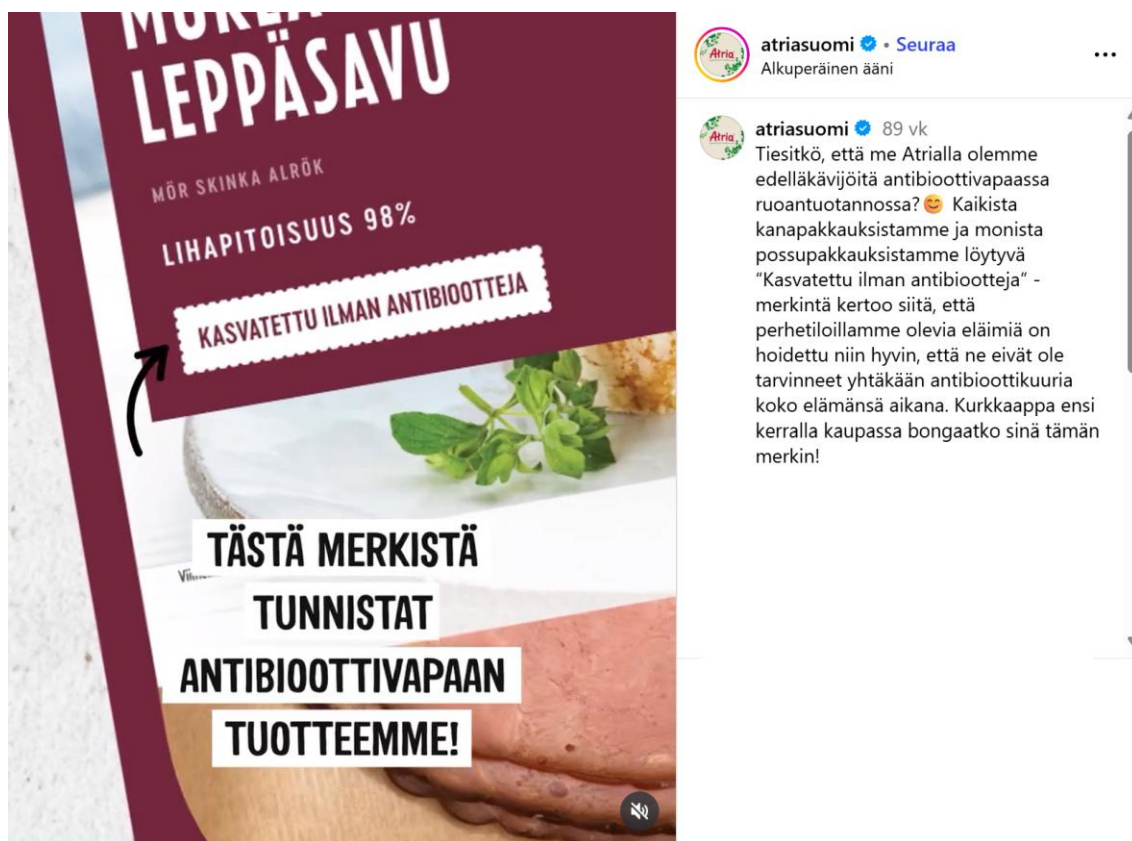 LEPPÄSAVU
MÖR SKINKA ALRÖK
LIHAPITOISUUS 98%
KASVATETTU ILMAN ANTIBIOOTTEJA
TÄSTÄ MERKISTÄ
TUNNISTAT
ANTIBIOOTTIVAPAAN
TUOTTEEMME!
Atria
atriasuomi • Seuraa
Alkuperäinen ääni
Atria
atriasuomi 89 vk
Tiesitkö, että me Atrialla olemme
edelläkävijöitä antibioottivapaassa
ruoantuotannossa?😊 Kaikista
kanapakkauksistamme ja monista
possupakkauksistamme löytyvä
“Kasvatettu ilman antibiootteja” -
merkintä kertoo siitä, että
perhetiloillamme olevia eläimiä on
hoidettu niin hyvin, että ne eivät ole
tarvinneet yhtäkään antibioottikuuria
koko elämänsä aikana. Kurkkaappa ensi
kerralla kaupassa bongaatko sinä tämän
merkin!